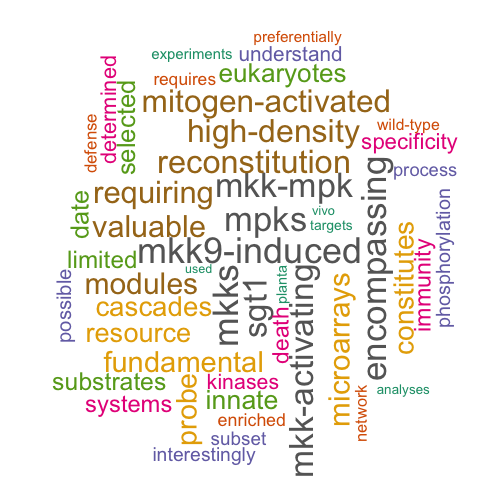 preferentially
experiments
understand
requires
eukaryotes
determined
selected
mitogen-activated
defense
high-density
wild-type
specificity
reconstitution
process
mkk-mpk
requiring
encompassing
date
valuable
mpks
vivo
targets
phosphorylation
mkk9-induced
limited
constitutes
immunity
possible
used
planta
modules
mkks
sgt1
mkk-activating
microarrays
cascades
death
resource
fundamental
substrates
probe
kinases
innate
analyses
systems
enriched
network
subset
interestingly